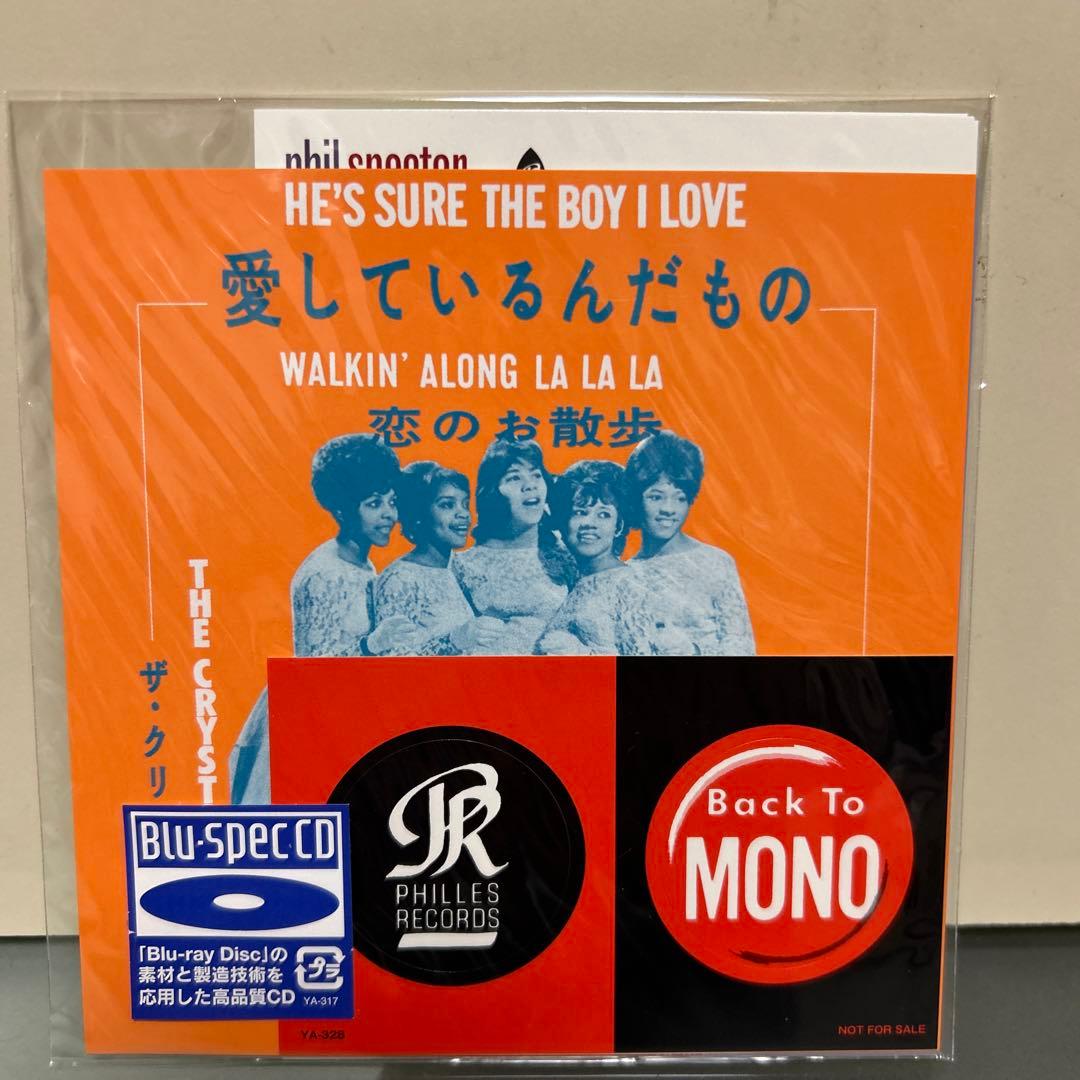 phil spector
HE'S SURE THE BOY I LOVE
愛しているんだもの
WALKIN' ALONG LA LA LA
恋のお散歩
THE CRYST
ザ・クリ
PR
PHILLES
RECORDS
Back To
MONO
Blu-spec CD
「Blu-ray Disc」の
素材と製造技術を
応用した高品質CD
プラ
YA-317
YA-328
NOT FOR SALE